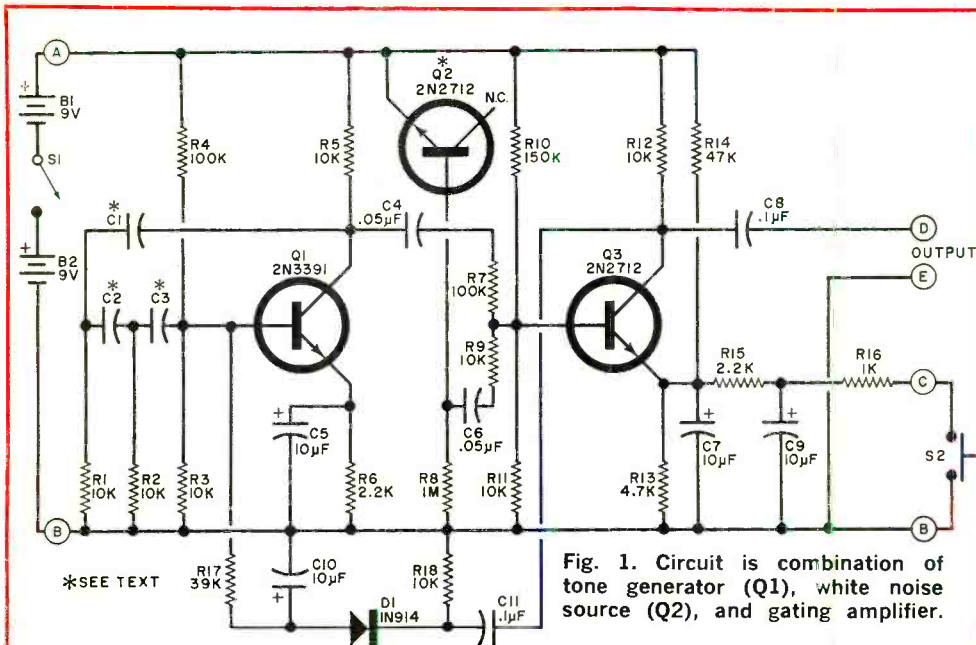 A
*
Q2
2N2712
N.C.
+
B1
9V
S1
R4
100K
R5
10K
R10
150K
R12
10K
R14
47K
*
C1
C4
.05µF
C8
.1µF
D
OUTPUT
+
B2
9V
Q1
2N3391
Q3
2N2712
E
*
C2
*
C3
R7
100K
R9
10K
R15
2.2K
R16
1K
C
+
C5
10µF
C6
.05µF
+
C7
10µF
+
C9
10µF
S2
R1
10K
R2
10K
R3
10K
R6
2.2K
R8
1M
R11
10K
R13
4.7K
B
B
*SEE TEXT
R17
39K
C10
10µF
+
R18
10K
D1
1N914
C11
.1µF
Fig. 1. Circuit is combination of
tone generator (Q1), white noise
source (Q2), and gating amplifier.